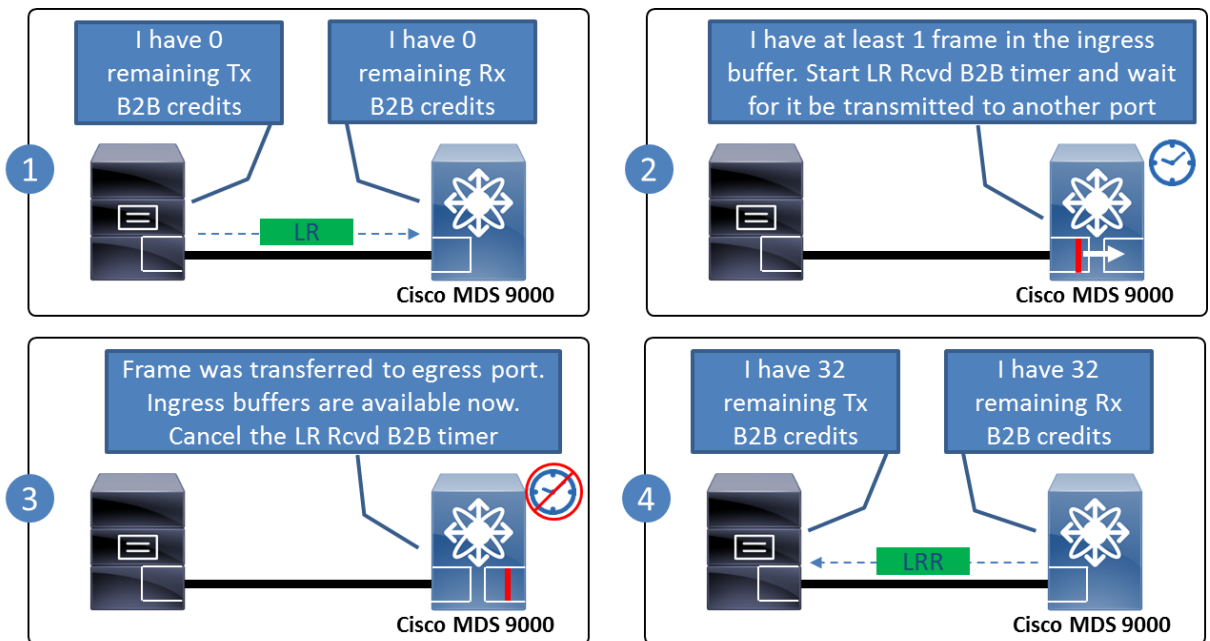 1
I have 0
remaining Tx
B2B credits
I have 0
remaining Rx
B2B credits
LR
Cisco MDS 9000
2
I have at least 1 frame in the ingress
buffer. Start LR Rcvd B2B timer and wait
for it be transmitted to another port
Cisco MDS 9000
3
Frame was transferred to egress port.
Ingress buffers are available now.
Cancel the LR Rcvd B2B timer
Cisco MDS 9000
4
I have 32
remaining Tx
B2B credits
I have 32
remaining Rx
B2B credits
LRR
Cisco MDS 9000